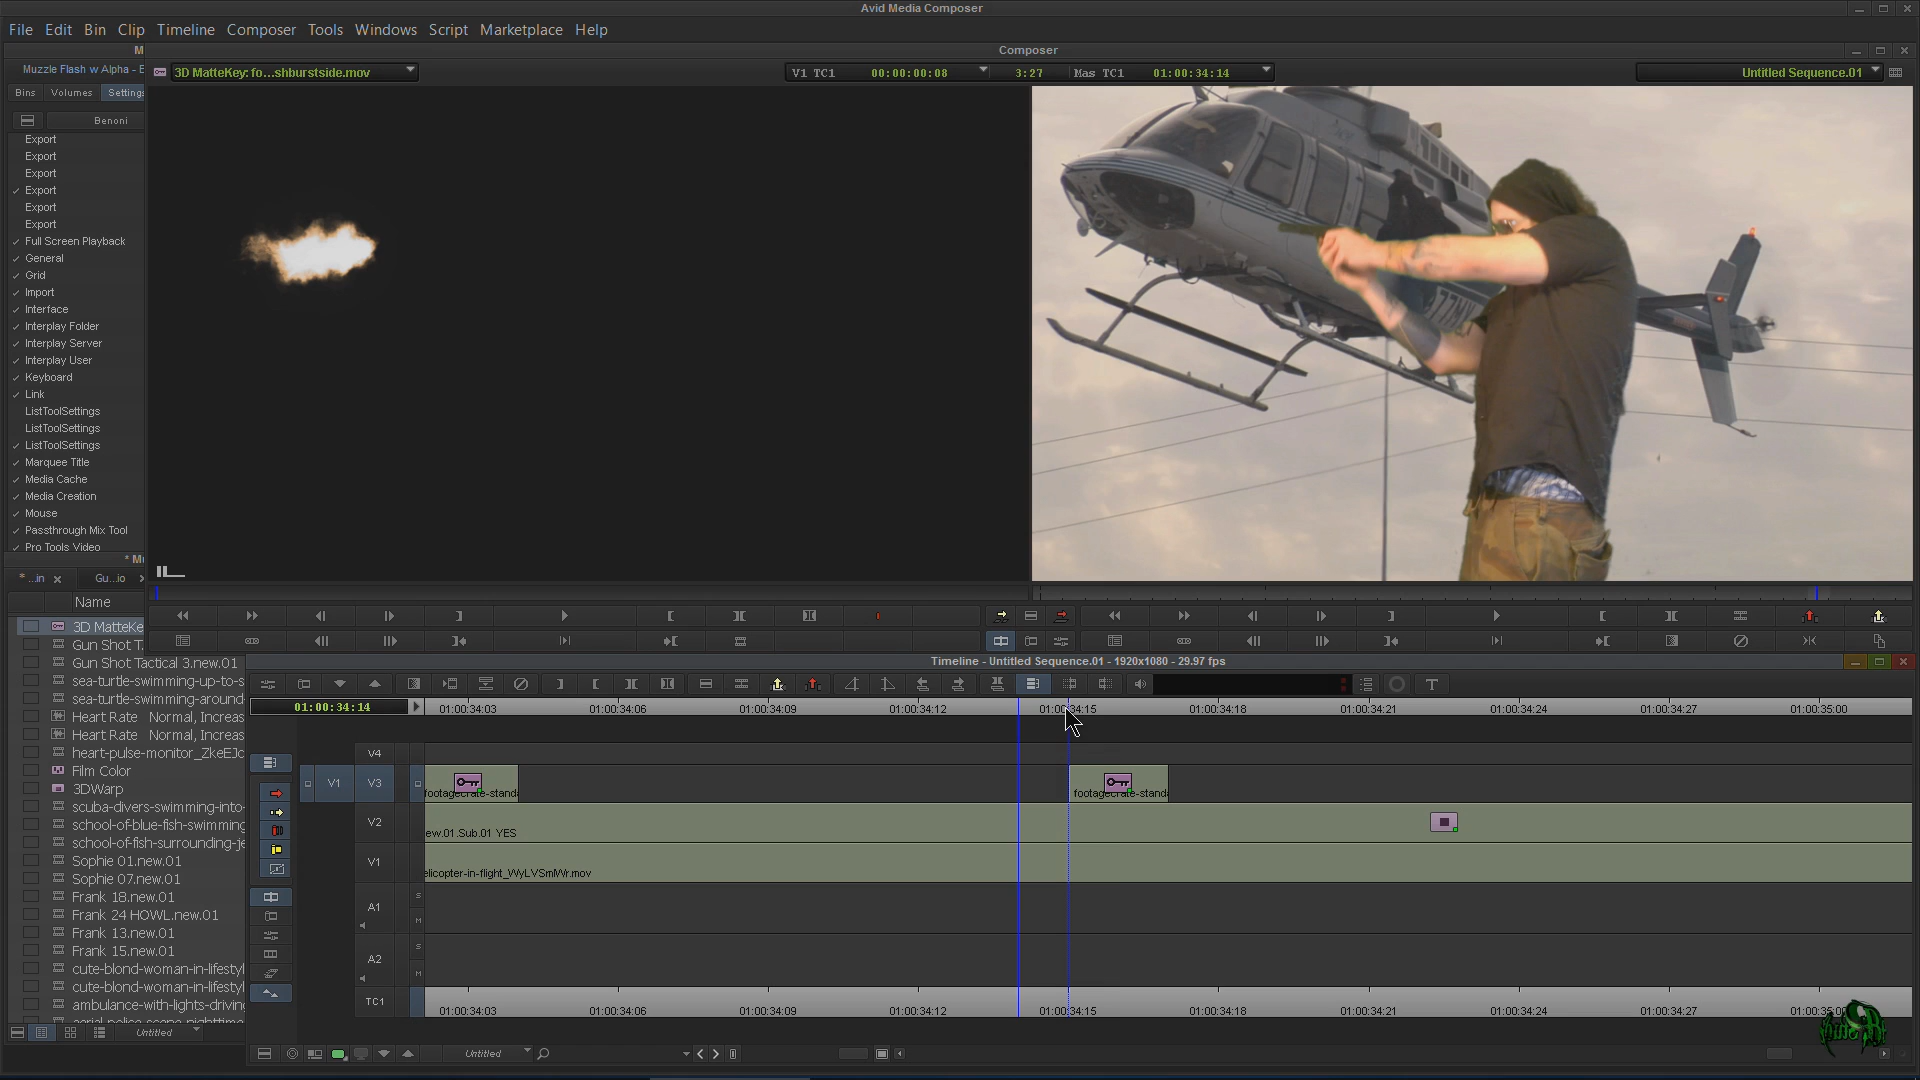 Avid Media Composer
File Edit Bin Clip Timeline Composer Tools Windows Script Marketplace Help
M
Composer
Muzzle Flash w Alpha - E
3D MatteKey: fo...shburstside.mov
V1 TC1 00:00:00:08 3:27 Mas TC1 01:00:34:14
Untitled Sequence.01
Bins Volumes Settings
Benoni
Export
Export
Export
Export
Export
Export
Full Screen Playback
General
Grid
Import
Interface
Interplay Folder
Interplay Server
Interplay User
Keyboard
Link
ListToolSettings
ListToolSettings
ListToolSettings
Marquee Title
Media Cache
Media Creation
Mouse
Passthrough Mix Tool
Pro Tools Video
* Mu
* ...in Gu...io
Name
3D MatteKe
Gun Shot T.
Gun Shot Tactical 3.new.01
sea-turtle-swimming-up-to-s
sea-turtle-swimming-around
Heart Rate Normal, Increas
Heart Rate Normal, Increas
heart-pulse-monitor_ZkeEJc
Film Color
3DWarp
scuba-divers-swimming-into-
school-of-blue-fish-swimming
school-of-fish-surrounding-je
Sophie 01.new.01
Sophie 07.new.01
Frank 18.new.01
Frank 24 HOWL.new.01
Frank 13.new.01
Frank 15.new.01
cute-blond-woman-in-lifestyl
cute-blond-woman-in-lifestyl
ambulance-with-lights-driving
aerial-police-scene-nighttime
Untitled
Timeline - Untitled Sequence.01 - 1920x1080 - 29.97 fps
T
01:00:34:14
01:00:34:03 01:00:34:06 01:00:34:09 01:00:34:12 01:00:34:15 01:00:34:18 01:00:34:21 01:00:34:24 01:00:34:27 01:00:35:00
V4
V1 V3
footagecrate-standa footagecrate-standa
V2
ew.01.Sub.01 YES
V1
elicopter-in-flight_WyLVSmlWr.mov
A1 S M
A2 S M
TC1
01:00:34:03 01:00:34:06 01:00:34:09 01:00:34:12 01:00:34:15 01:00:34:18 01:00:34:21 01:00:34:24 01:00:34:27 01:00:35:00
Untitled